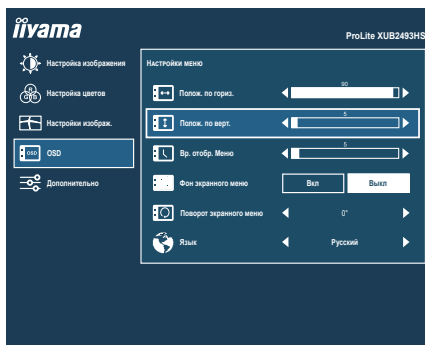 iiyama
ProLite XUB2493HS
Настройка изображения
Настройка цветов
Настройки изображ.
OSD
OSD
Дополнительно
Настройки меню
Полож. по гориз.
90
Полож. по верт.
5
Вр. отобр. Меню
5
Фон экранного меню
Вкл
Выкл
Поворот экранного меню
0°
Язык
Русский